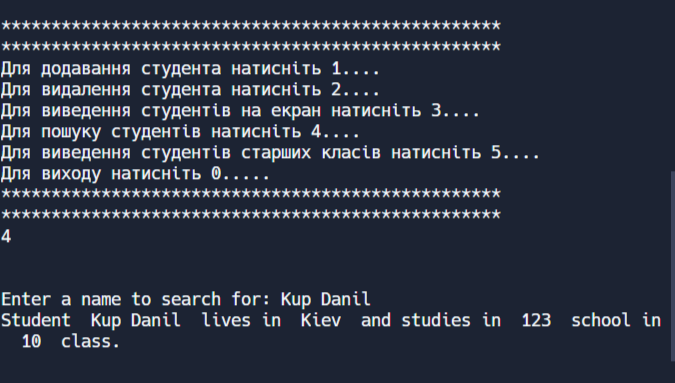 **************************************************
**************************************************
Для додавання студента натисніть 1....
Для видалення студента натисніть 2....
Для виведення студентів на екран натисніть 3....
Для пошуку студентів натисніть 4....
Для виведення студентів старших класів натисніть 5....
Для виходу натисніть 0.....
**************************************************
**************************************************
4
Enter a name to search for: Kup Danil
Student  Kup Danil  lives in  Kiev  and studies in  123  school in
  10  class.